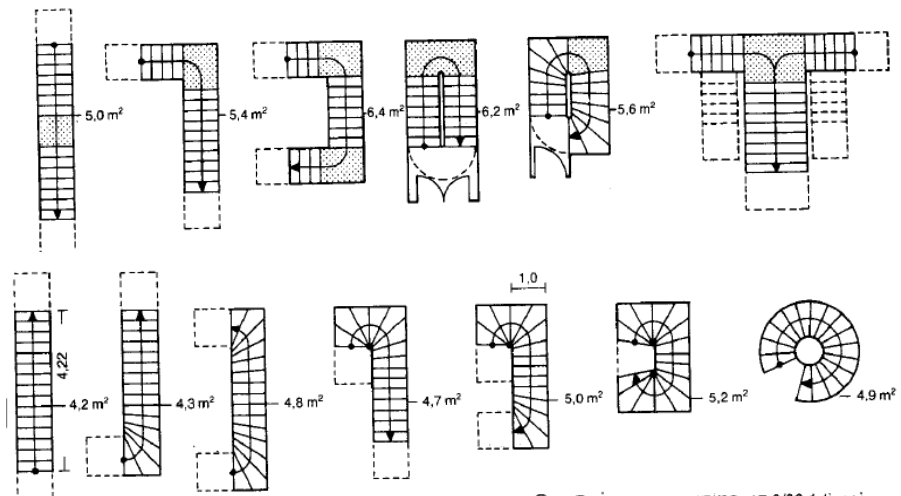 5,0 m²
5,4 m²
6,4 m²
6,2 m²
5,6 m²
1,0
4,22
4,2 m²
4,3 m²
4,8 m²
4,7 m²
5,0 m²
5,2 m²
4,9 m²